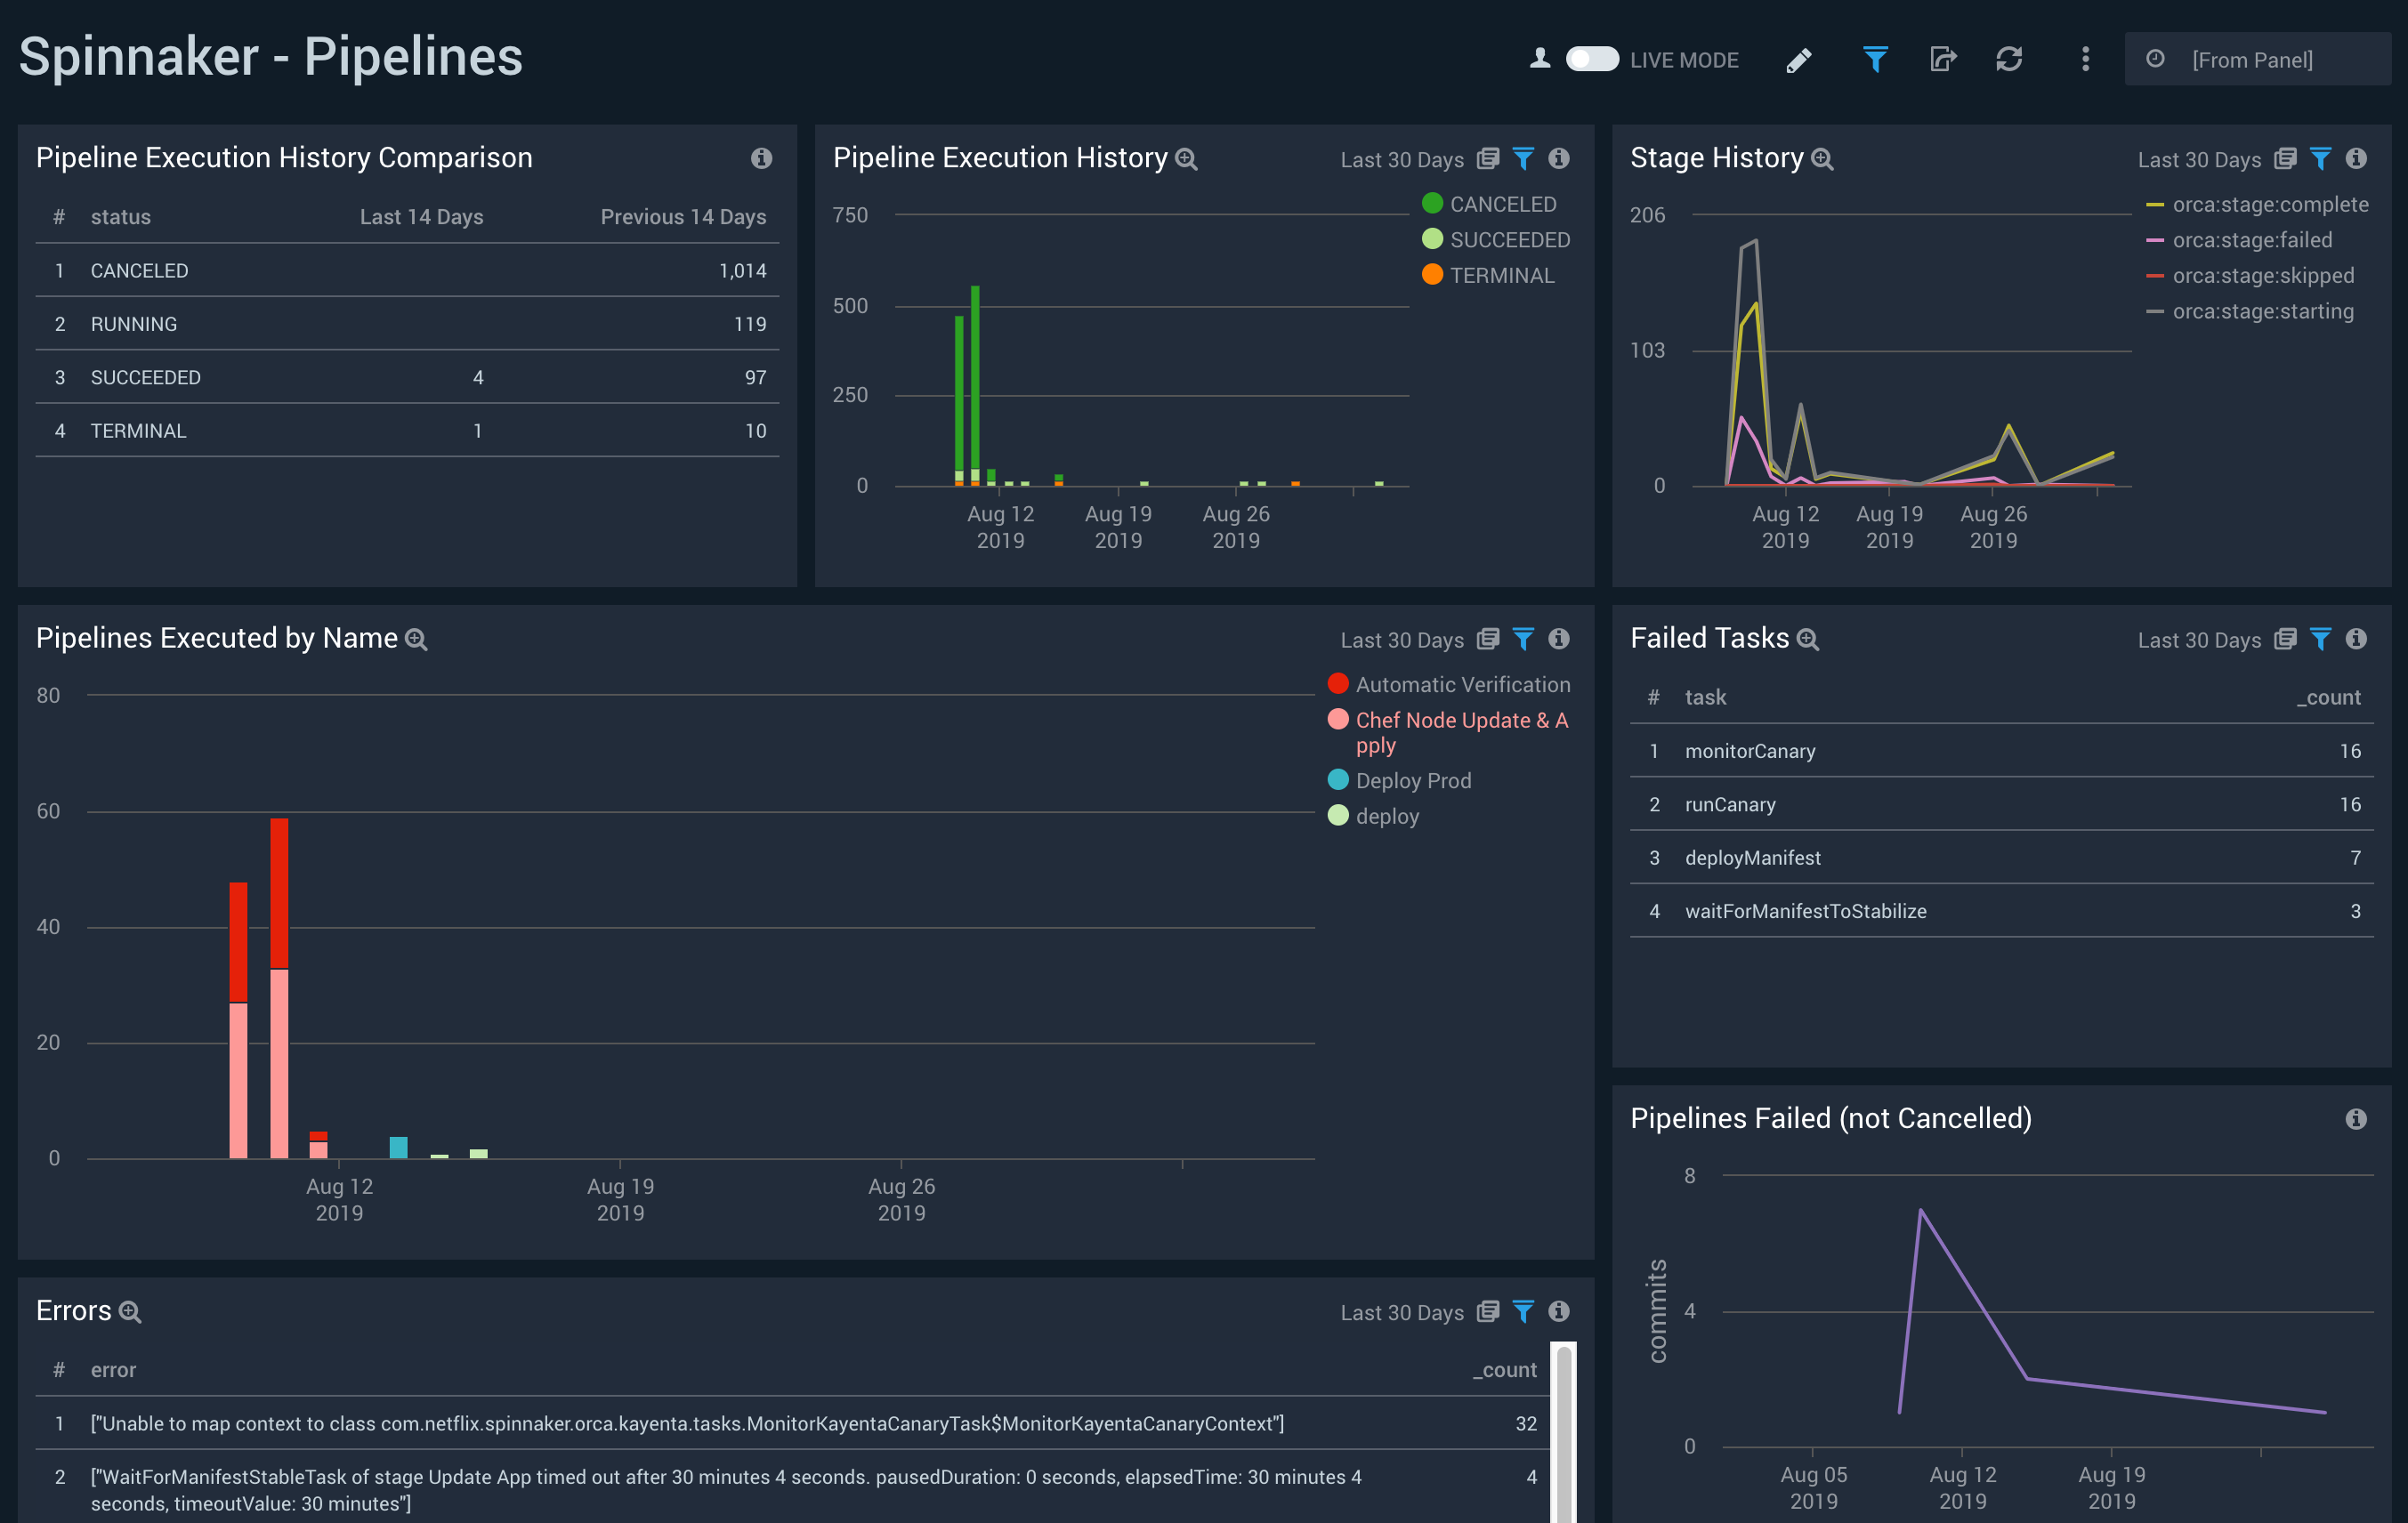 Spinnaker - Pipelines
LIVE MODE
[From Panel]
Pipeline Execution History Comparison
# status Last 14 Days Previous 14 Days
1 CANCELED 1,014
2 RUNNING 119
3 SUCCEEDED 4 97
4 TERMINAL 1 10
Pipeline Execution History
Last 30 Days
750
500
250
0
Aug 12
2019
Aug 19
2019
Aug 26
2019
CANCELED
SUCCEEDED
TERMINAL
Stage History
Last 30 Days
206
103
0
Aug 12
2019
Aug 19
2019
Aug 26
2019
orca:stage:complete
orca:stage:failed
orca:stage:skipped
orca:stage:starting
Pipelines Executed by Name
Last 30 Days
80
60
40
20
0
Aug 12
2019
Aug 19
2019
Aug 26
2019
Automatic Verification
Chef Node Update & A
pply
Deploy Prod
deploy
Failed Tasks
Last 30 Days
# task _count
1 monitorCanary 16
2 runCanary 16
3 deployManifest 7
4 waitForManifestToStabilize 3
Pipelines Failed (not Cancelled)
commits
8
4
0
Aug 05
2019
Aug 12
2019
Aug 19
2019
Errors
Last 30 Days
# error _count
1 ["Unable to map context to class com.netflix.spinnaker.orca.kayenta.tasks.MonitorKayentaCanaryTask$MonitorKayentaCanaryContext"] 32
2 ["WaitForManifestStableTask of stage Update App timed out after 30 minutes 4 seconds. pausedDuration: 0 seconds, elapsedTime: 30 minutes 4 4
seconds, timeoutValue: 30 minutes"]